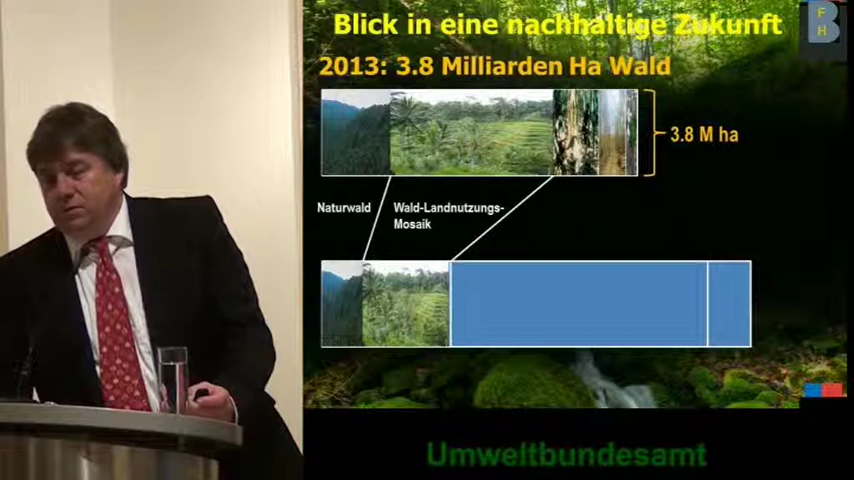 Blick in eine nachhaltige Zukunft
B
F
H
2013: 3.8 Milliarden Ha Wald
3.8 M ha
Naturwald
Wald-Landnutzungs-
Mosaik
Umweltbundesamt